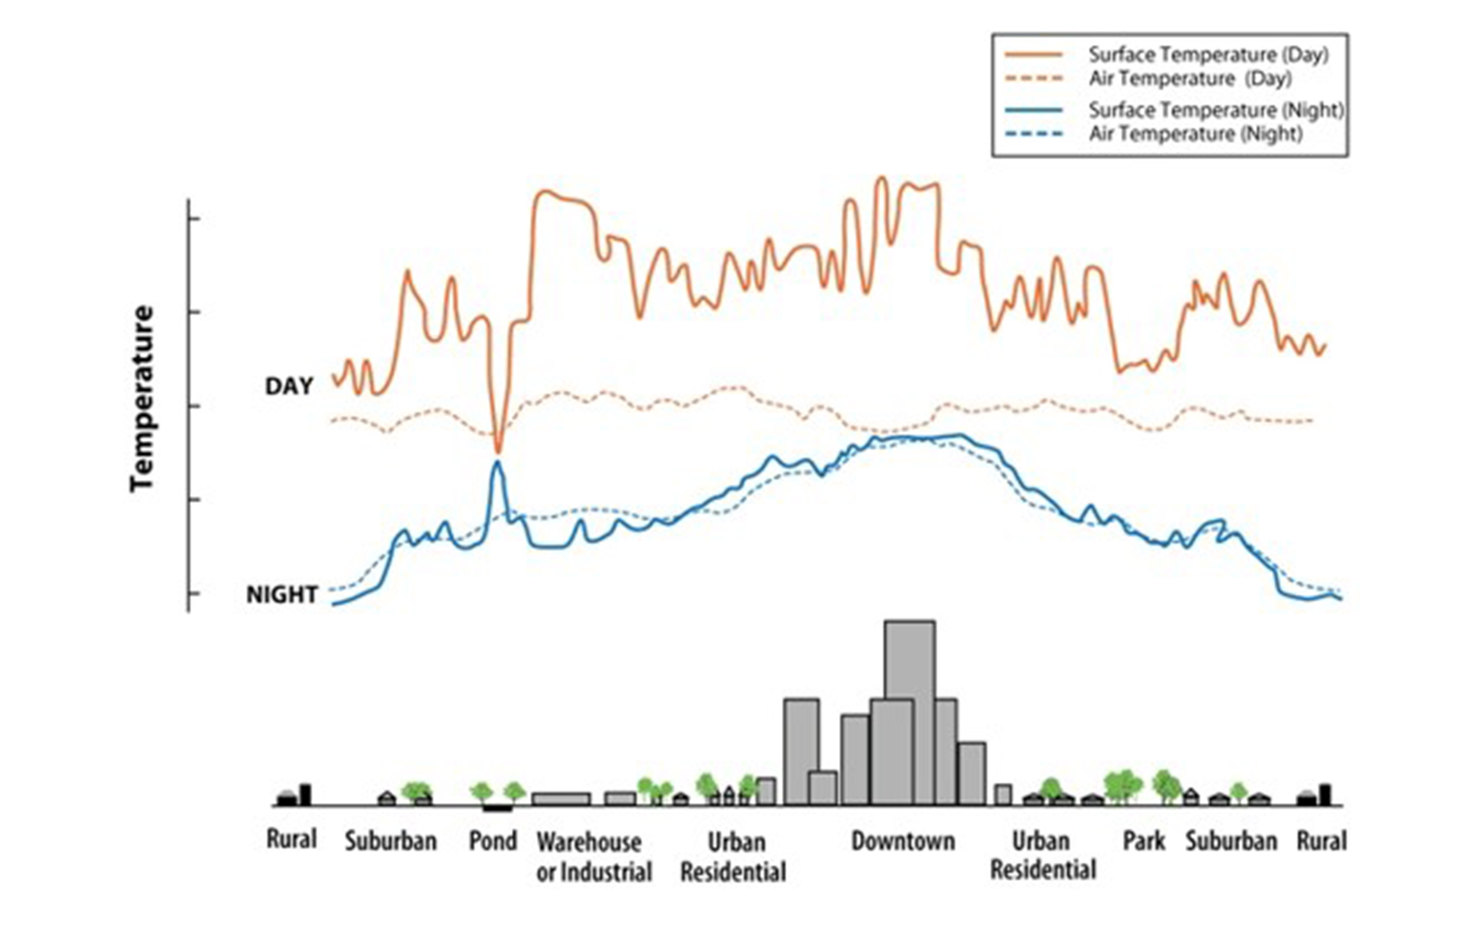 Surface Temperature (Day)
Air Temperature (Day)
Surface Temperature (Night)
Air Temperature (Night)
Temperature
DAY
NIGHT
Rural
Suburban
Pond
Warehouse
or Industrial
Urban
Residential
Downtown
Urban
Residential
Park
Suburban
Rural